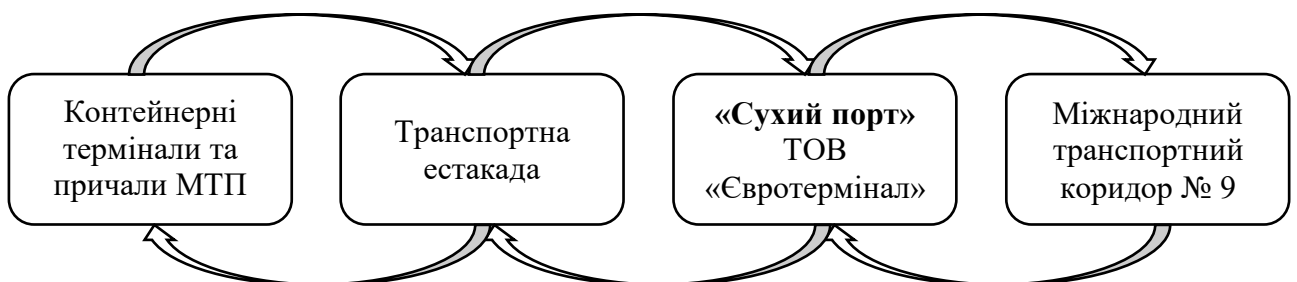 Контейнерні
термінали та
причали МТП
Транспортна
естакада
«Сухий порт»
ТОВ
«Євротермінал»
Міжнародний
транспортний
коридор № 9